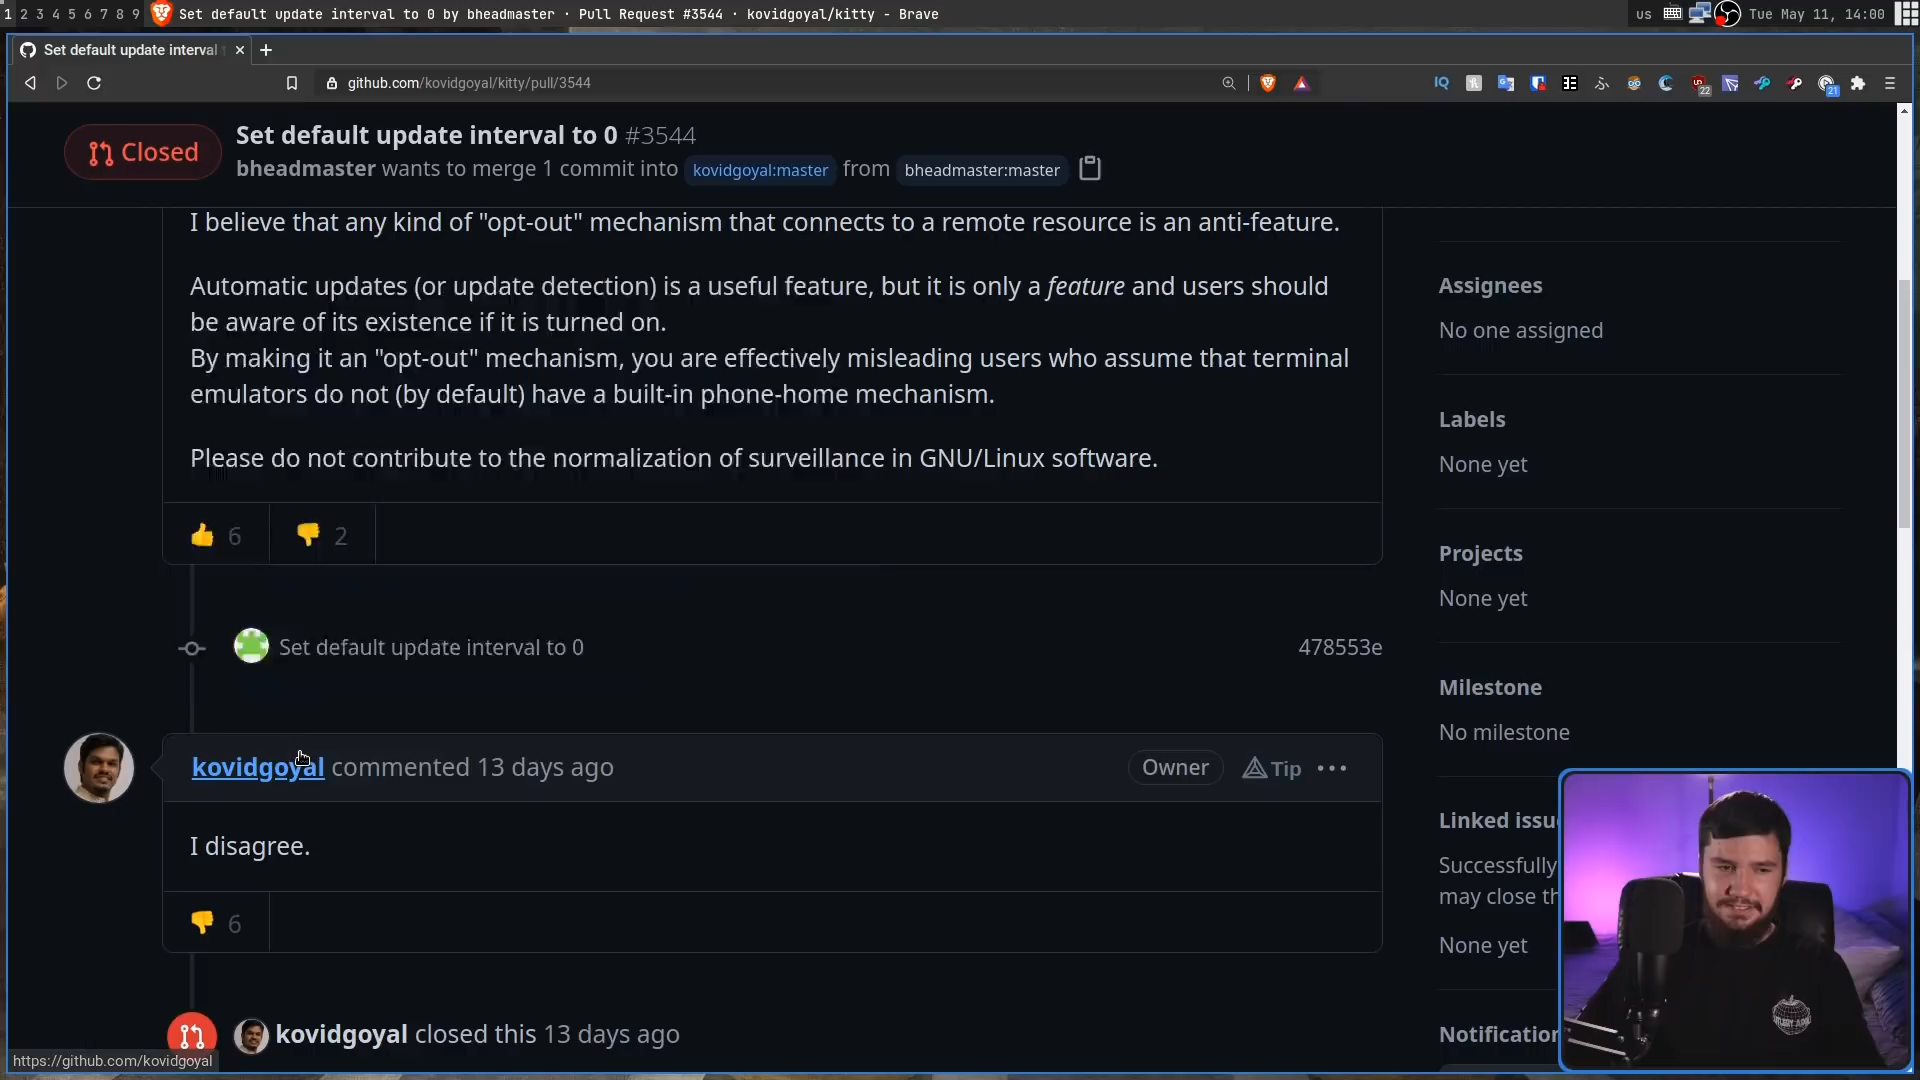 1 2 3 4 5 6 7 8 9 Set default update interval to 0 by bheadmaster · Pull Request #3544 · kovidgoyal/kitty - Brave
us Tue May 11, 14:00
Set default update interval
github.com/kovidgoyal/kitty/pull/3544
IQ
22
21
Closed
Set default update interval to 0 #3544
bheadmaster wants to merge 1 commit into kovidgoyal:master from bheadmaster:master
I believe that any kind of "opt-out" mechanism that connects to a remote resource is an anti-feature.
Automatic updates (or update detection) is a useful feature, but it is only a feature and users should
be aware of its existence if it is turned on.
By making it an "opt-out" mechanism, you are effectively misleading users who assume that terminal
emulators do not (by default) have a built-in phone-home mechanism.
Please do not contribute to the normalization of surveillance in GNU/Linux software.
6 2
Set default update interval to 0 478553e
kovidgoyal commented 13 days ago Owner Tip
I disagree.
6
kovidgoyal closed this 13 days ago
https://github.com/kovidgoyal
Assignees
No one assigned
Labels
None yet
Projects
None yet
Milestone
No milestone
Linked issu
Successfully
may close th
None yet
Notification